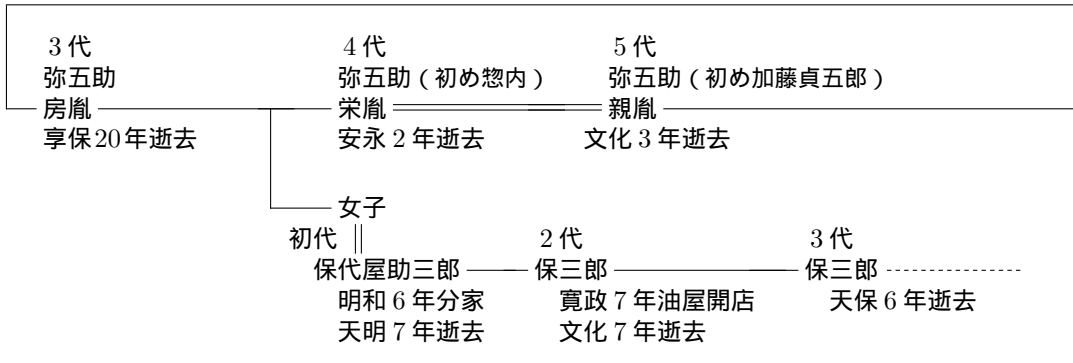 3代 4代 5代
弥五助 弥五助(初め惣内) 弥五助(初め加藤貞五郎)
房胤 栄胤 親胤
享保20年逝去 安永2年逝去 文化3年逝去
女子
初代 2代 3代
保代屋助三郎 保三郎 保三郎
明和6年分家 寛政7年油屋開店 天保6年逝去
天明7年逝去 文化7年逝去